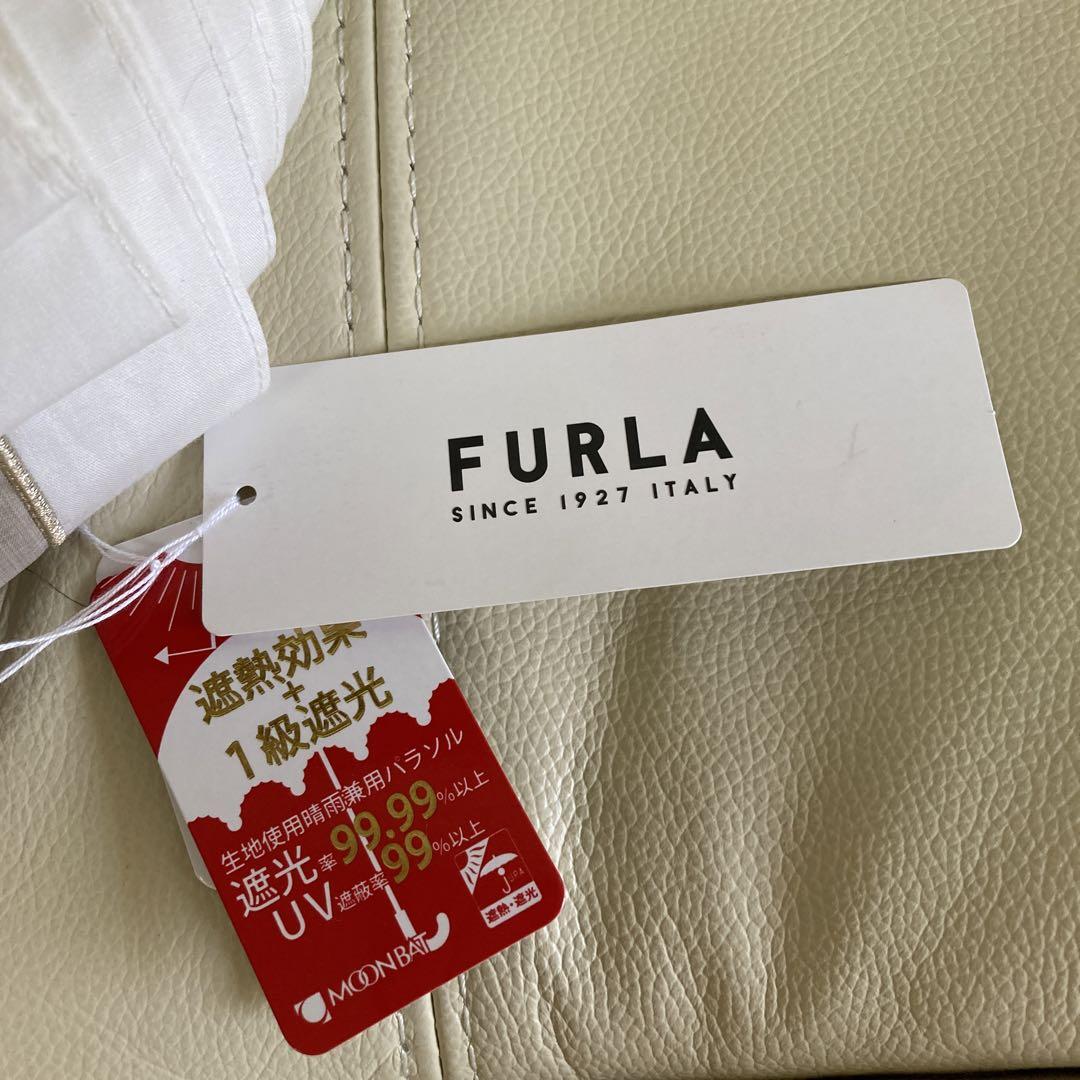 FURLA
SINCE 1927 ITALY
遮熱効果
+
1級遮光
生地使用晴雨兼用パラソル
遮光率99.99%以上
UV遮蔽率99%以上
JUPA
遮熱・遮光
MOONBAT